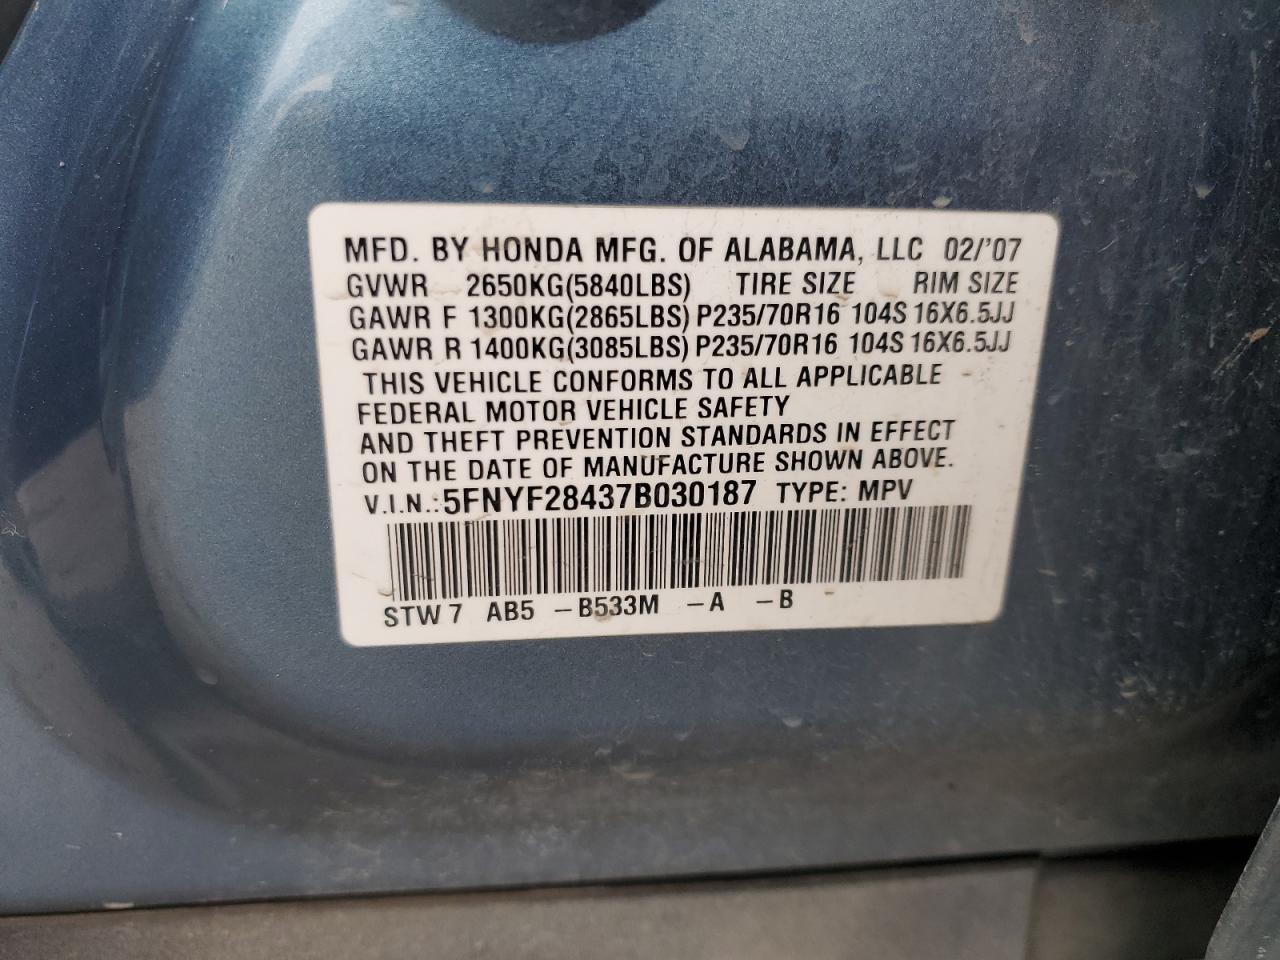 MFD. BY HONDA MFG. OF ALABAMA, LLC 02/'07
GVWR 2650KG(5840LBS) TIRE SIZE RIM SIZE
GAWR F 1300KG(2865LBS) P235/70R16 104S 16X6.5JJ
GAWR R 1400KG(3085LBS) P235/70R16 104S 16X6.5JJ
THIS VEHICLE CONFORMS TO ALL APPLICABLE
FEDERAL MOTOR VEHICLE SAFETY
AND THEFT PREVENTION STANDARDS IN EFFECT
ON THE DATE OF MANUFACTURE SHOWN ABOVE.
V.I.N.:5FNYF28437B030187 TYPE: MPV
STW7 AB5 -B533M -A -B